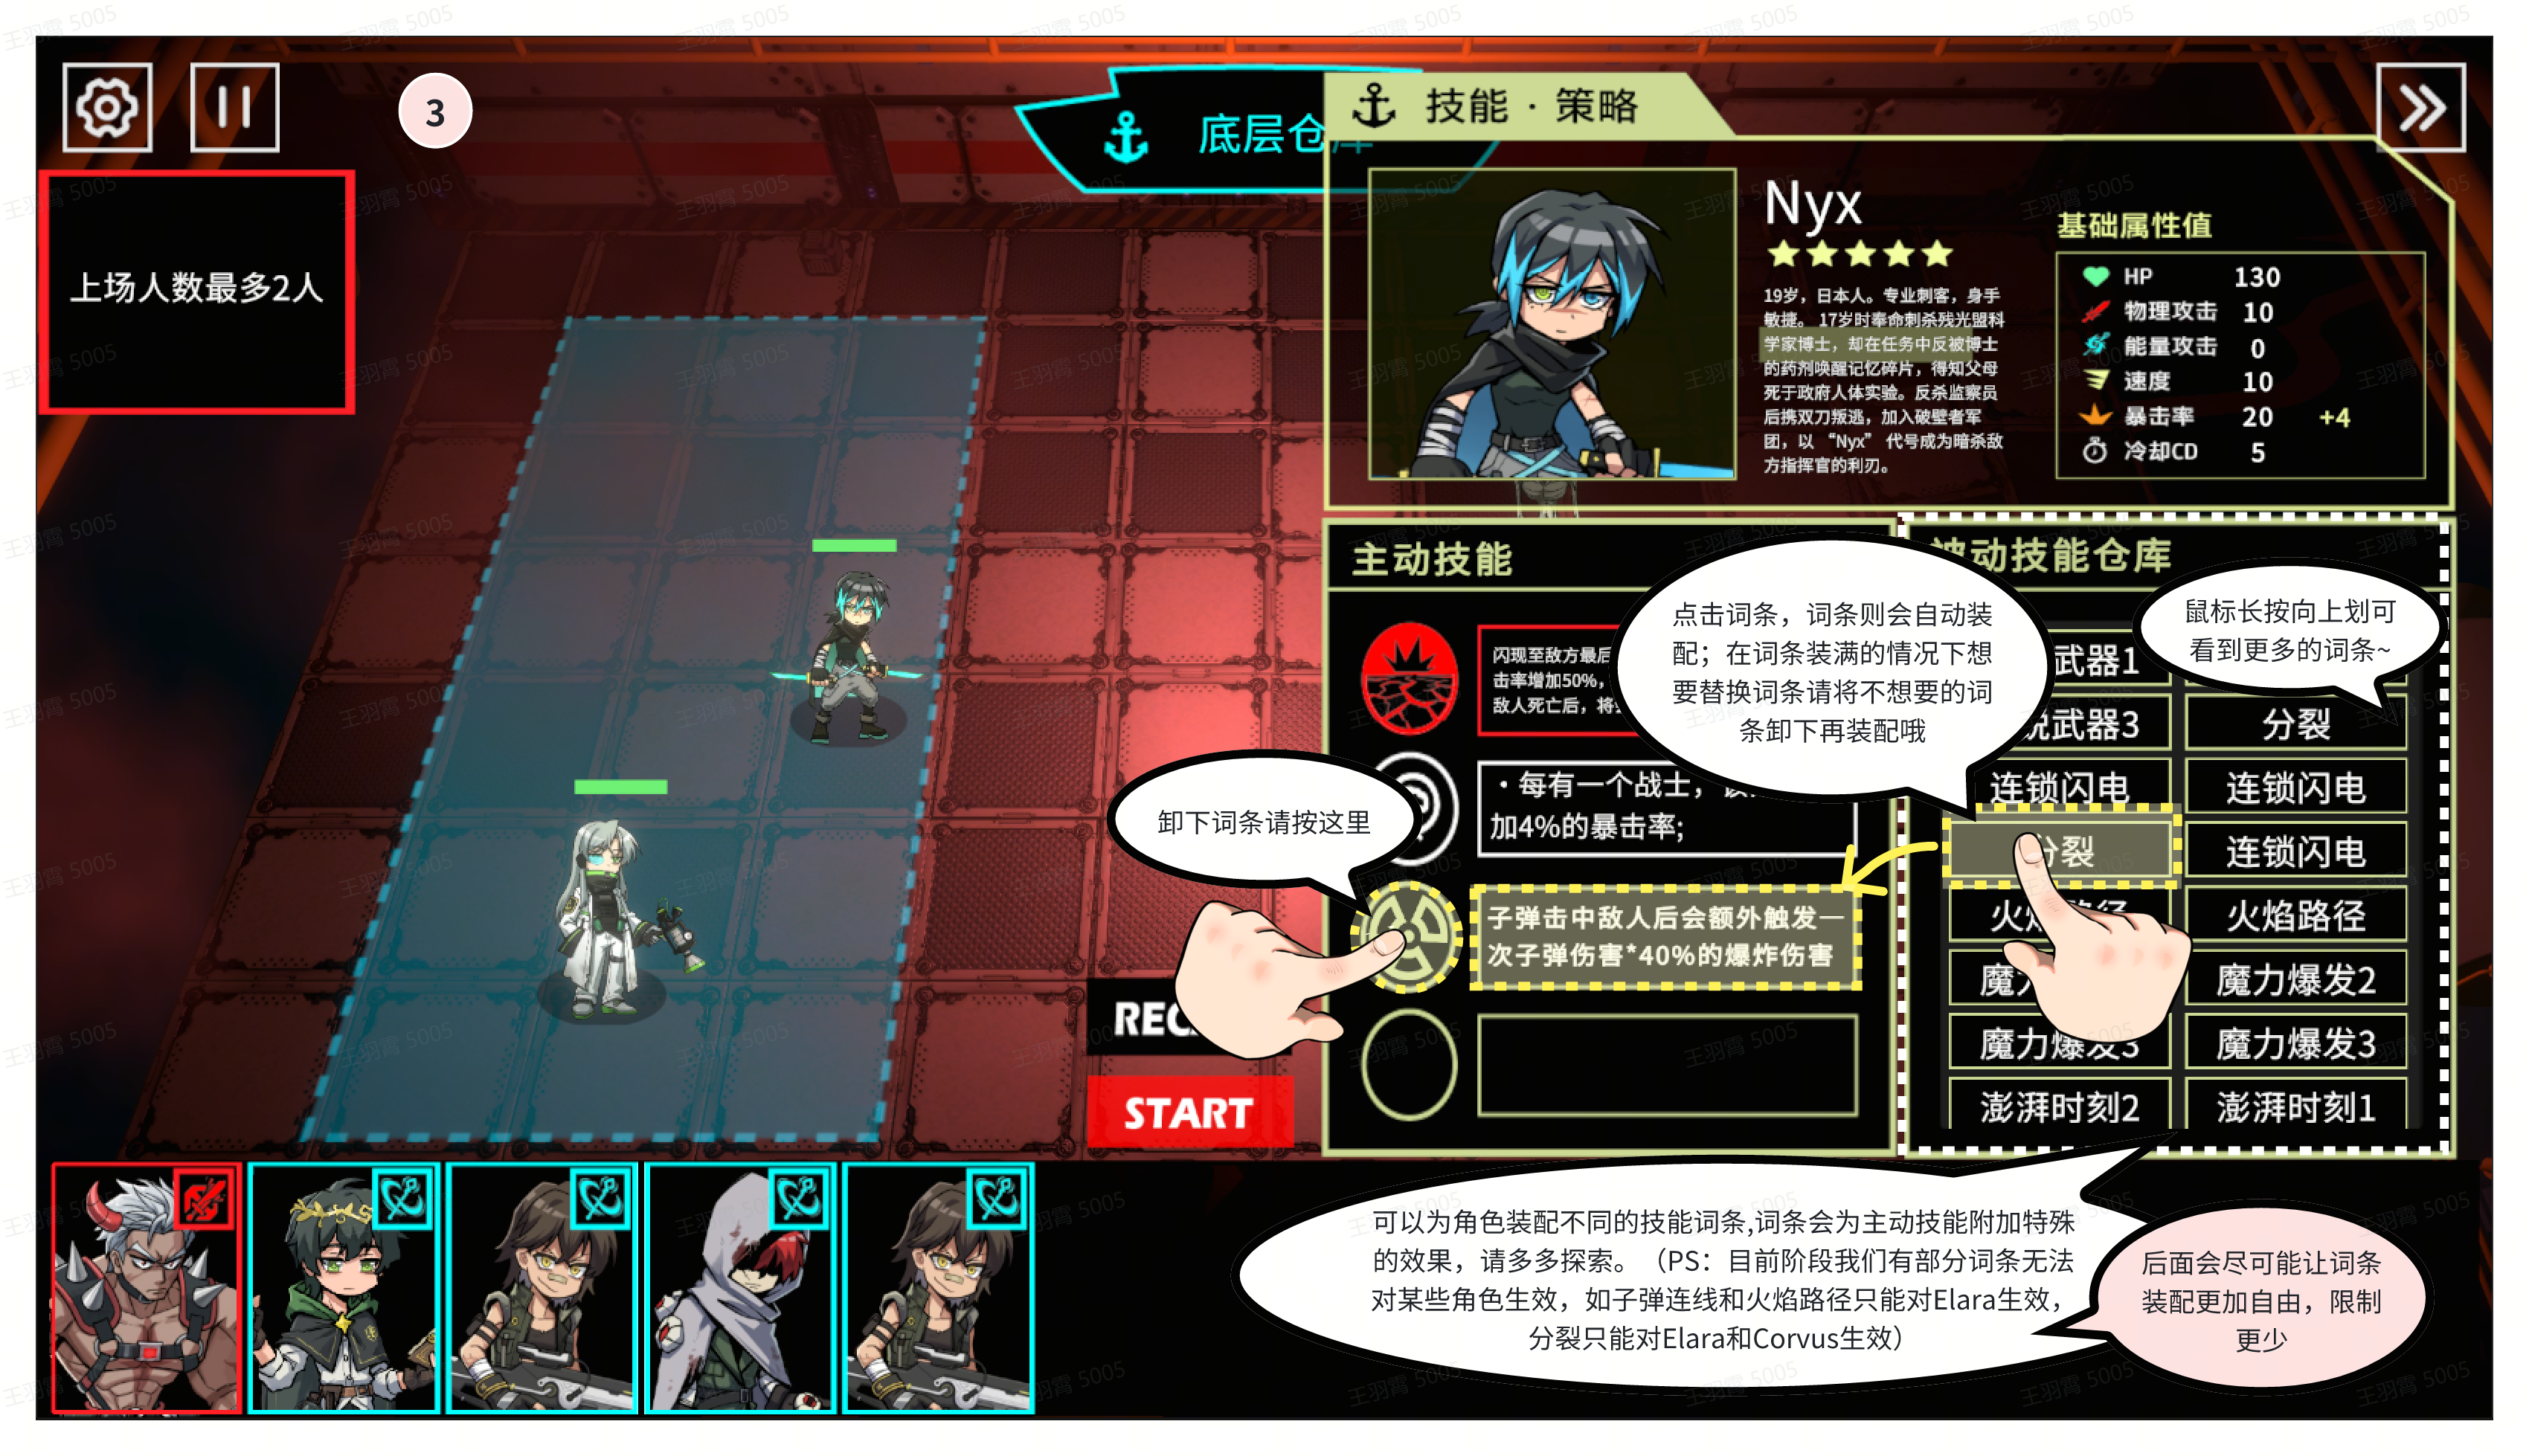 3
底层仓
技能 · 策略
上场人数最多2人
Nyx
19岁，日本人。专业刺客，身手
敏捷。 17岁时奉命刺杀残光盟科
学家博士，却在任务中反被博士
的药剂唤醒记忆碎片，得知父母
死于政府人体实验。反杀监察员
后携双刀叛逃，加入破壁者军
团，以 “Nyx” 代号成为暗杀敌
方指挥官的利刃。
基础属性值
HP 130
物理攻击 10
能量攻击 0
速度 10
暴击率 20 +4
冷却CD 5
主动技能
闪现至敌方最后
击率增加50%，
敌人死亡后，将
·每有一个战士，
加4%的暴击率;
子弹击中敌人后会额外触发一
次子弹伤害*40%的爆炸伤害
动技能仓库
武器1
武器3
分裂
连锁闪电
连锁闪电
分裂
连锁闪电
火焰路径
火焰路径
魔力爆发2
魔力爆发3
魔力爆发3
澎湃时刻2
澎湃时刻1
点击词条，词条则会自动装
配；在词条装满的情况下想
要替换词条请将不想要的词
条卸下再装配哦
鼠标长按向上划可
看到更多的词条~
卸下词条请按这里
REC
START
可以为角色装配不同的技能词条,词条会为主动技能附加特殊
的效果，请多多探索。（PS：目前阶段我们有部分词条无法
对某些角色生效，如子弹连线和火焰路径只能对Elara生效，
分裂只能对Elara和Corvus生效）
后面会尽可能让词条
装配更加自由，限制
更少
王羽霄 5005